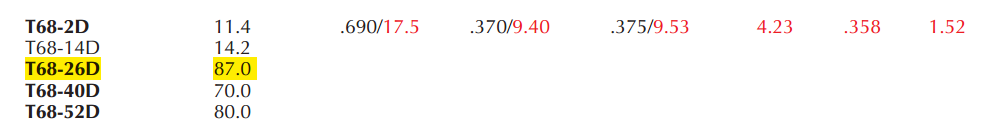 T68-2D 11.4 .690/17.5 .370/9.40 .375/9.53 4.23 .358 1.52
T68-14D 14.2
T68-26D 87.0
T68-40D 70.0
T68-52D 80.0